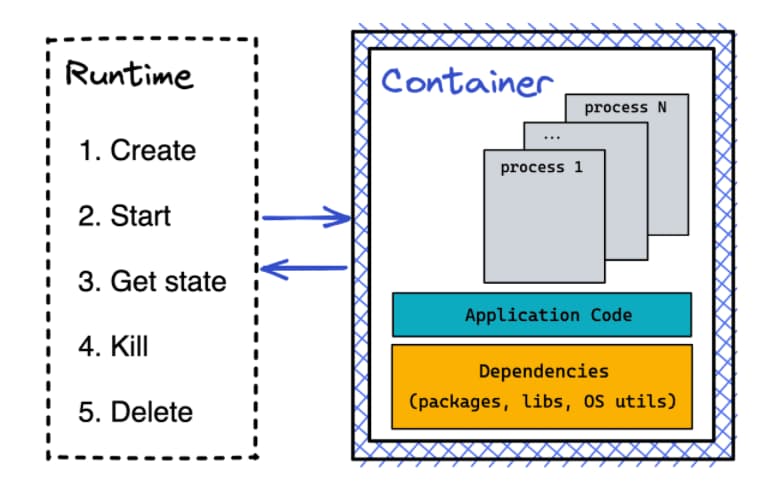 Runtime
1. Create
2. Start
3. Get state
4. Kill
5. Delete
Container
process N
...
process 1
Application Code
Dependencies
(packages, libs, OS utils)